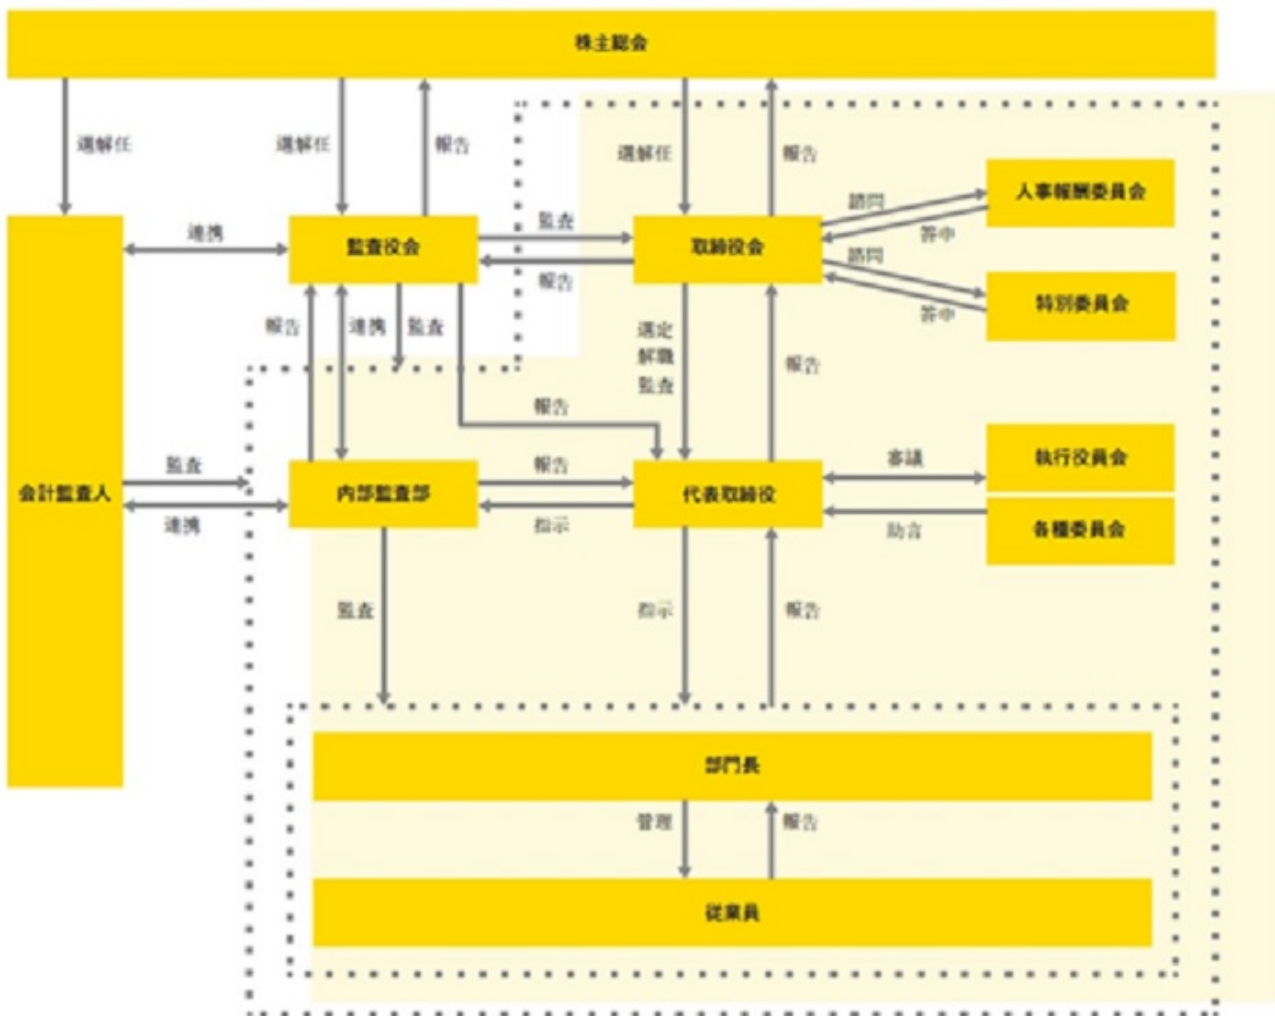 株主総会
選解任
選解任
報告
選解任
報告
人事報酬委員会
諮問
答申
連携
監査役会
監査
報告
取締役会
諮問
答申
特別委員会
報告
連携
監査
選定
解職
監査
報告
報告
執行役員会
会計監査人
監査
連携
内部監査部
報告
指示
代表取締役
審議
助言
各種委員会
監査
指示
報告
部門長
管理
報告
従業員